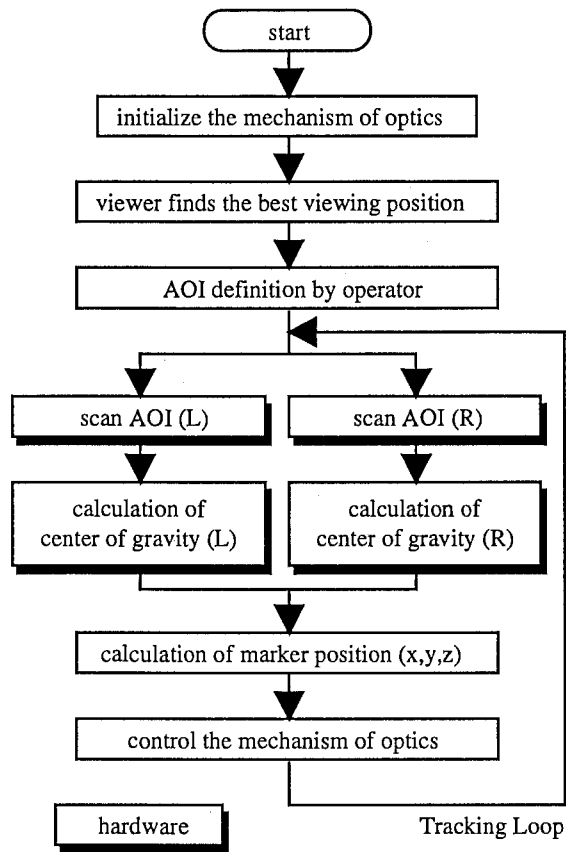 start
initialize the mechanism of optics
viewer finds the best viewing position
AOI definition by operator
scan AOI (L)
scan AOI (R)
calculation of
center of gravity (L)
calculation of
center of gravity (R)
calculation of marker position (x,y,z)
control the mechanism of optics
hardware
Tracking Loop